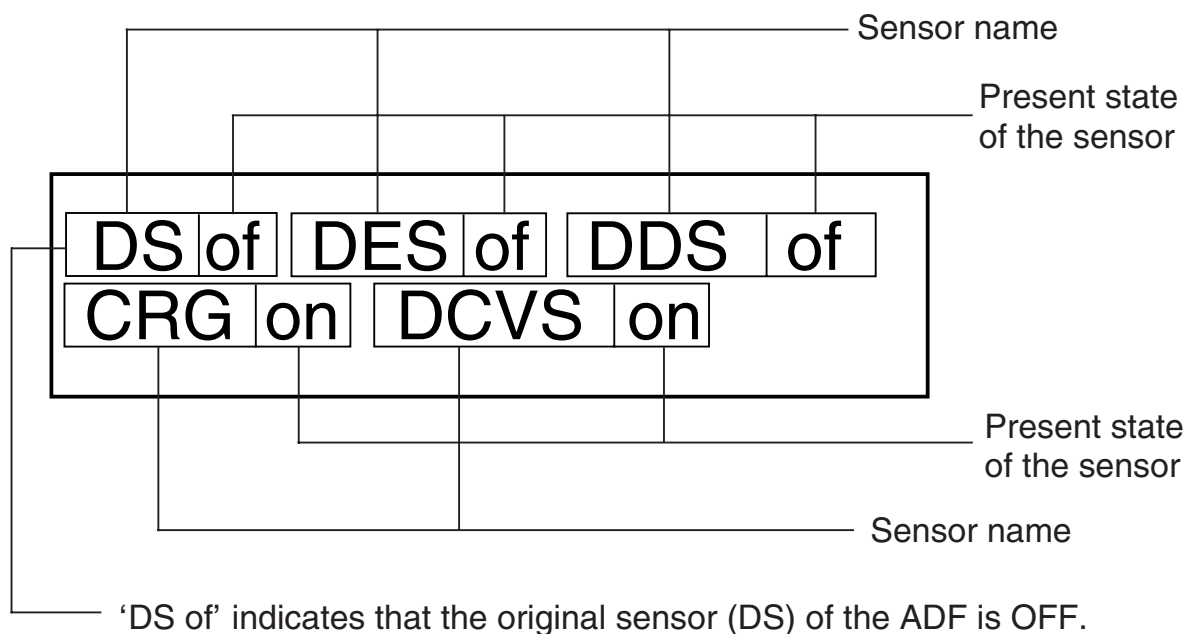 Sensor name
Present state
of the sensor
DS of DES of DDS of
CRG on DCVS on
Present state
of the sensor
Sensor name
‘DS of’ indicates that the original sensor (DS) of the ADF is OFF.